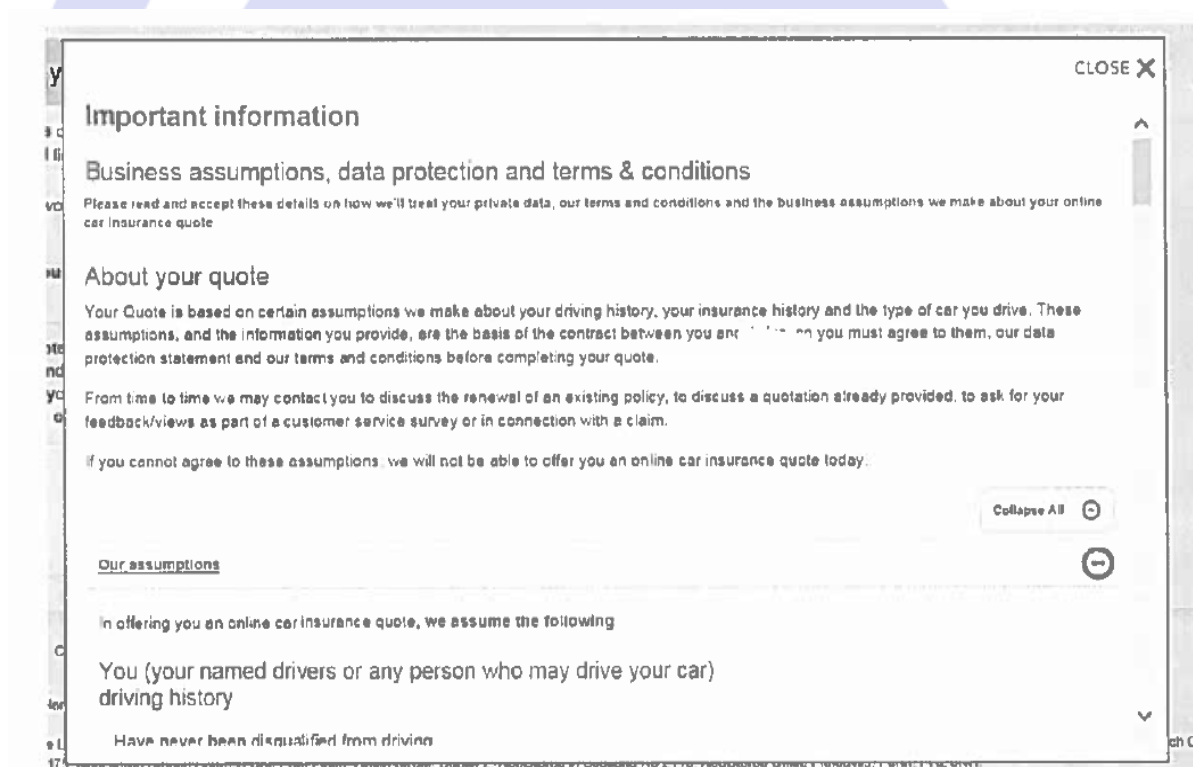 CLOSE X
Important information
Business assumptions, data protection and terms & conditions
Please read and accept these details on how we'll treat your private data, our terms and conditions and the business assumptions we make about your online
car insurance quote
About your quote
Your Quote is based on certain assumptions we make about your driving history, your insurance history and the type of car you drive. These
assumptions, and the information you provide, are the basis of the contract between you and you must agree to them, our data
protection statement and our terms and conditions before completing your quote.
From time to time we may contact you to discuss the renewal of an existing policy, to discuss a quotation already provided, to ask for your
feedback/views as part of a customer service survey or in connection with a claim.
If you cannot agree to these assumptions, we will not be able to offer you an online car insurance quote today.
Collapse All
Our assumptions
In offering you an online car insurance quote, we assume the following
You (your named drivers or any person who may drive your car)
driving history
Have never been disqualified from driving